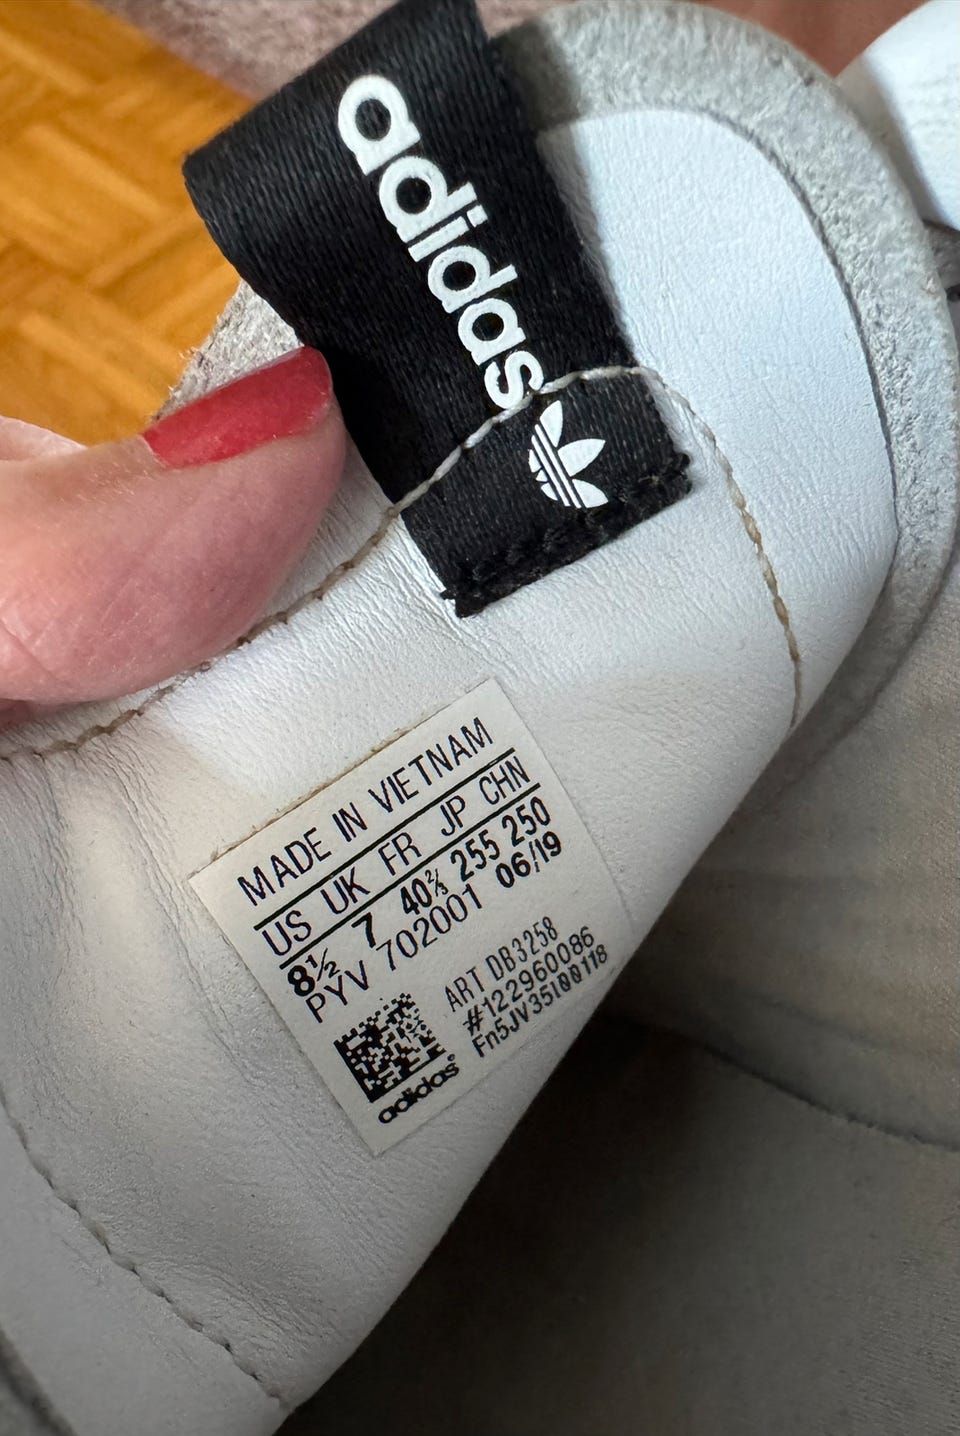 adidas
MADE IN VIETNAM
US UK FR JP CHN
8½ 7 40⅔ 255 250
PYV 702001 06/19
ART DB3258
#122960086
Fn5JV35l00118
adidas®